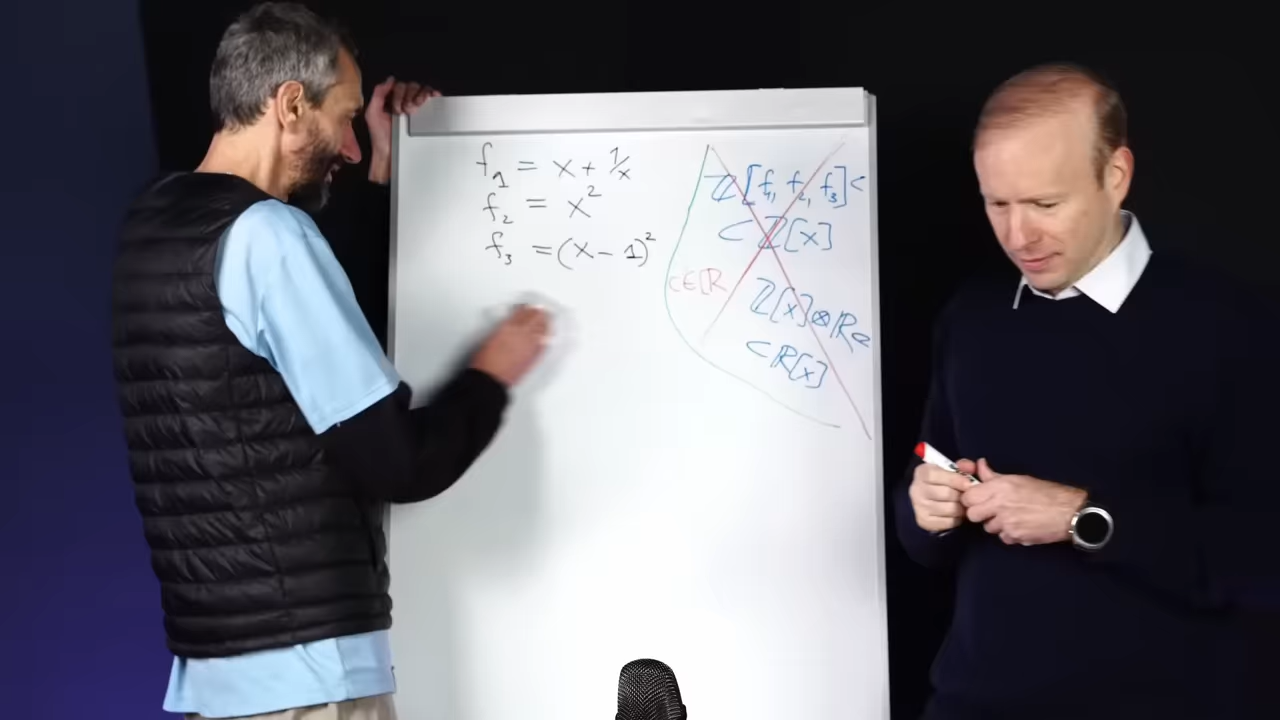 f₁ = x + 1/x
f₂ = x²
f₃ = (x - 1)²
ℤ[f₁, f₂, f₃] ⊂
⊂ ℤ[x]
c∈ℝ
ℤ[x]⊗ℝ ⊂
⊂ ℝ[x]